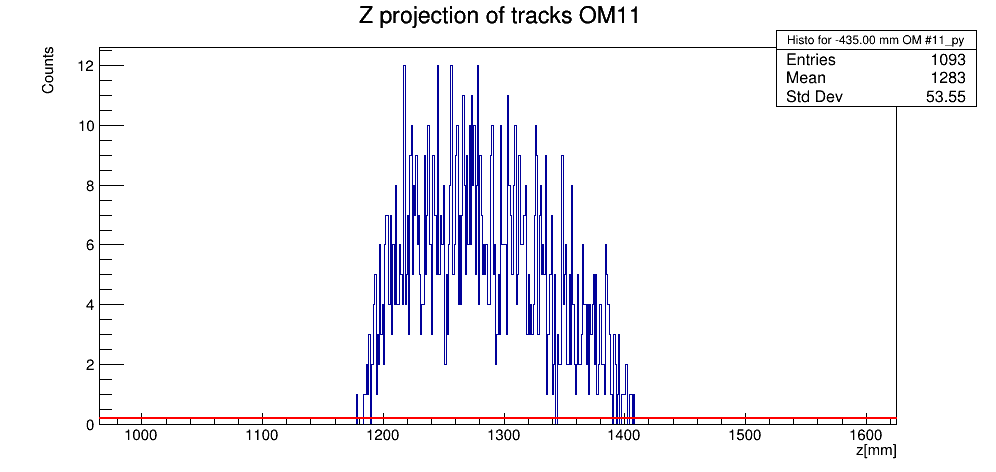 Z projection of tracks OM11
Histo for -435.00 mm OM #11_py
Entries 1093
Mean 1283
Std Dev 53.55
Counts
12
10
8
6
4
2
0
1000 1100 1200 1300 1400 1500 1600
z[mm]